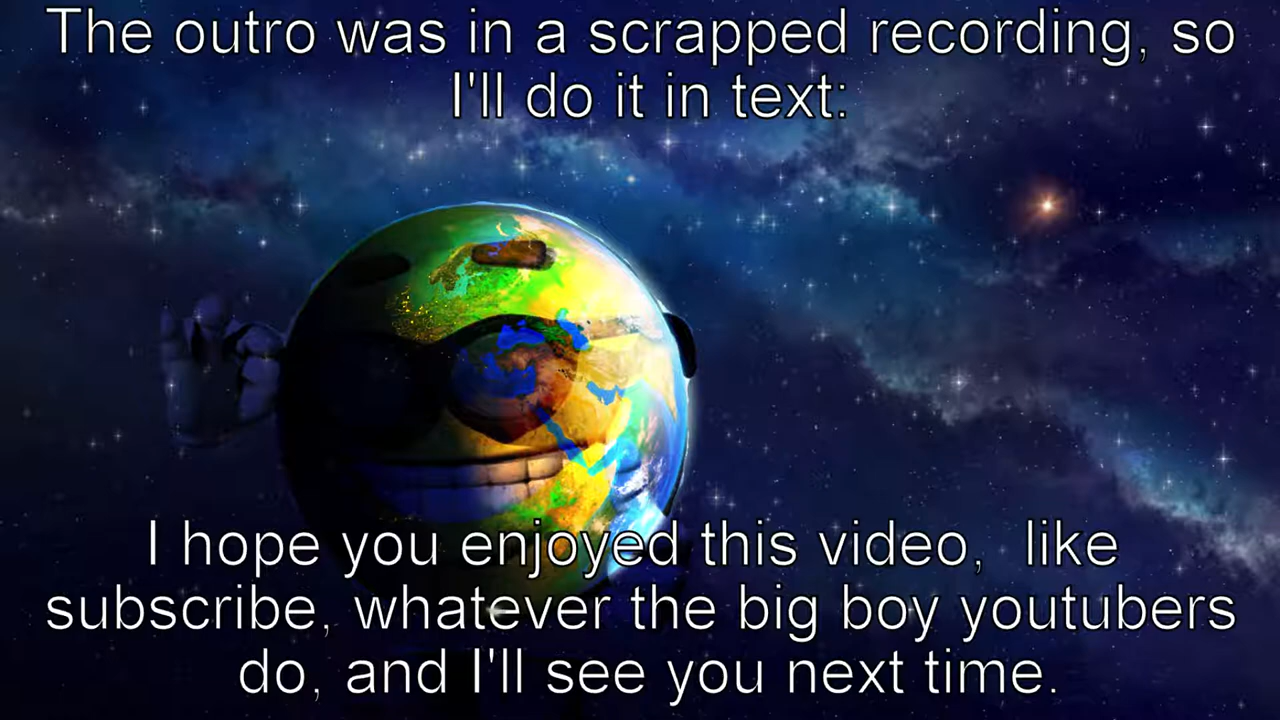 The outro was in a scrapped recording, so
I'll do it in text:
I hope you enjoyed this video,  like
subscribe, whatever the big boy youtubers
do, and I'll see you next time.